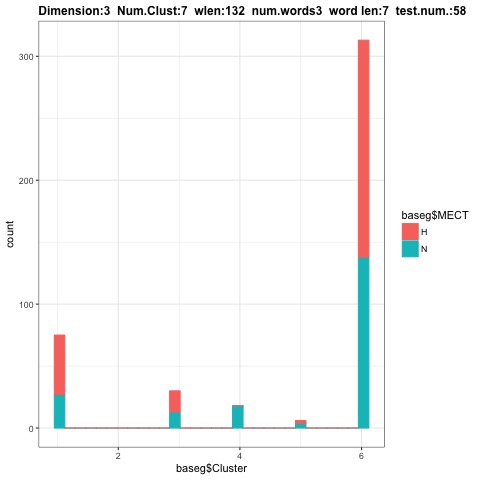 Dimension:3 Num.Clust:7 wlen:132 num.words3 word len:7 test.num.:58
300
200
100
0
count
2 4 6
baseg$Cluster
baseg$MECT
H
N